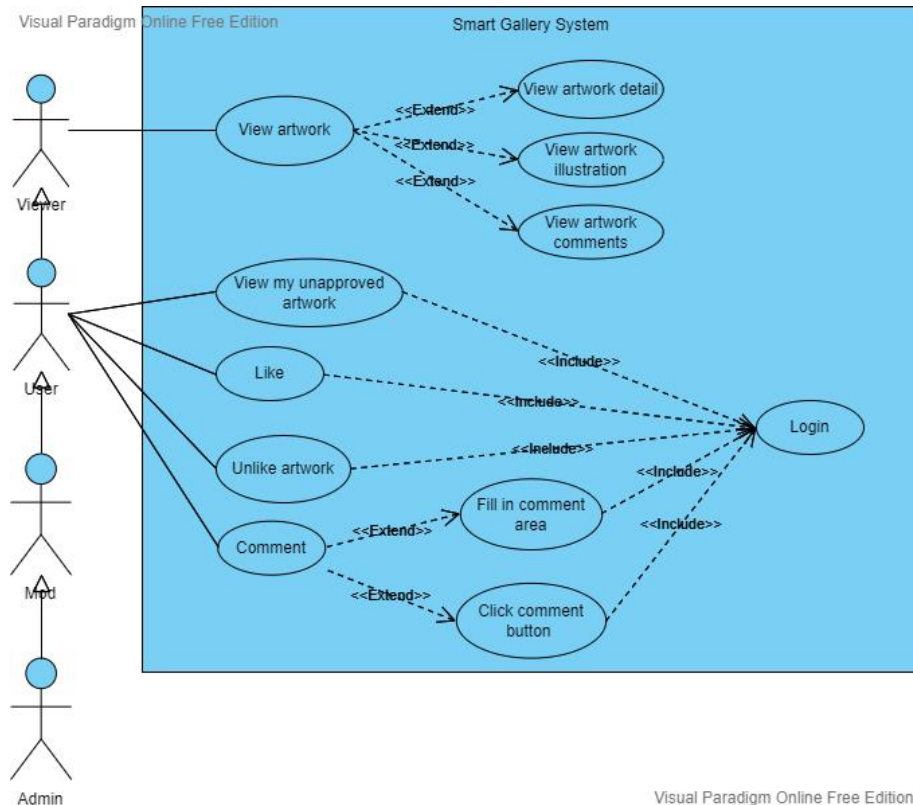 Visual Paradigm Online Free Edition
Smart Gallery System
Viewer
View artwork
<<Extend>>
View artwork detail
<<Extend>>
View artwork
illustration
<<Extend>>
View artwork
comments
User
View my unapproved
artwork
<<Include>>
Like
<<Include>>
Login
Unlike artwork
<<Include>>
Comment
<<Extend>>
Fill in comment
area
<<Include>>
<<Extend>>
Click comment
button
<<Include>>
Mod
Admin
Visual Paradigm Online Free Edition